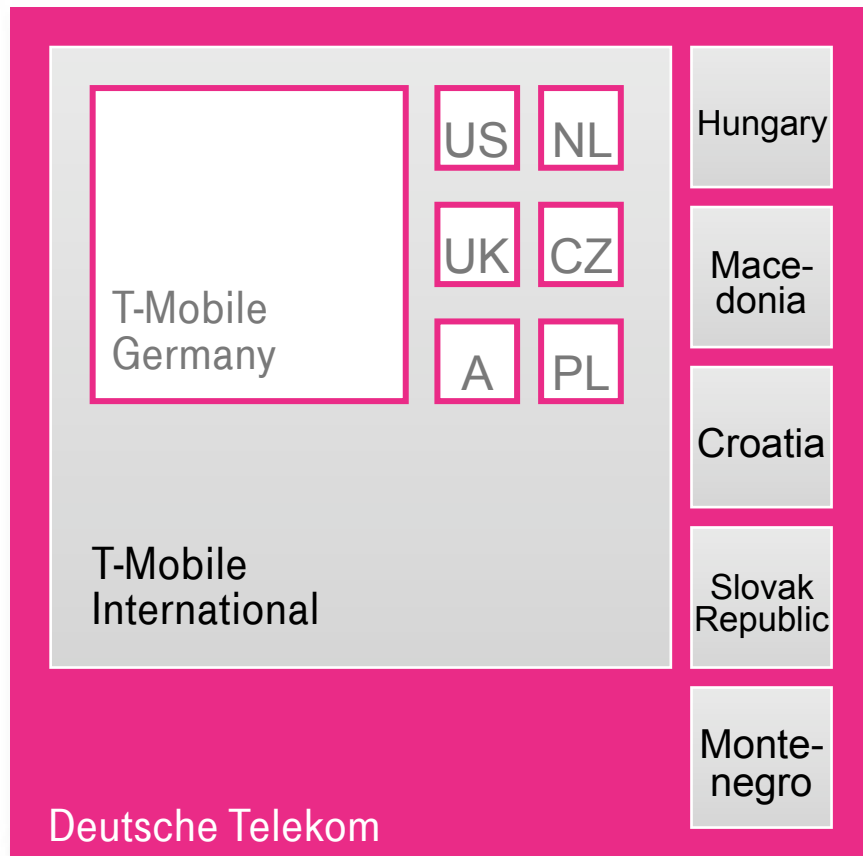 US NL
Hungary
UK CZ
Mace-
donia
T-Mobile
Germany
A PL
Croatia
T-Mobile
International
Slovak
Republic
Monte-
negro
Deutsche Telekom